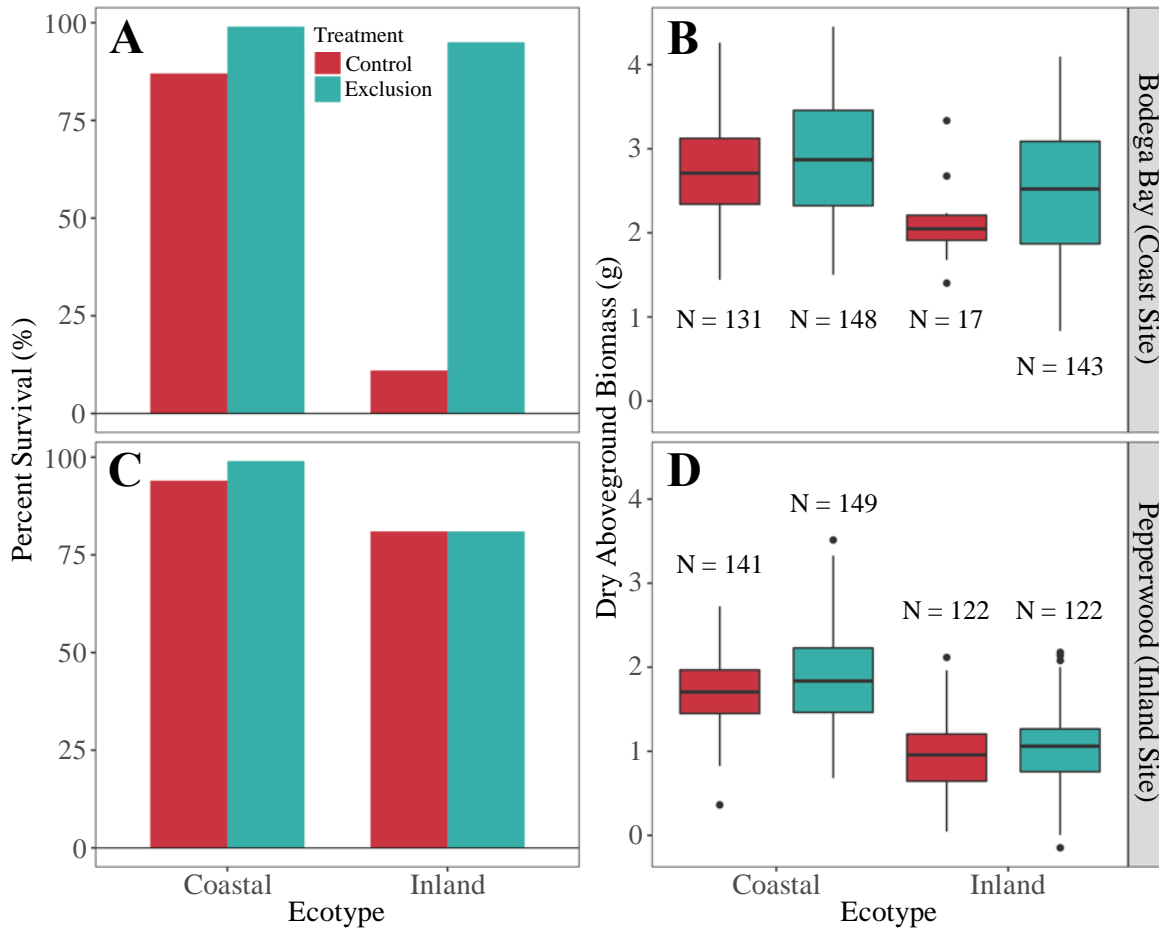 A
Treatment
Control
Exclusion
100
75
50
25
0
Percent Survival (%)
B
4
3
2
1
0
N = 131
N = 148
N = 17
N = 143
Dry Aboveground Biomass (g)
Bodega Bay (Coast Site)
C
100
75
50
25
0
Coastal
Inland
Ecotype
D
4
3
2
1
0
N = 141
N = 149
N = 122
N = 122
Pepperwood (Inland Site)
Coastal
Inland
Ecotype